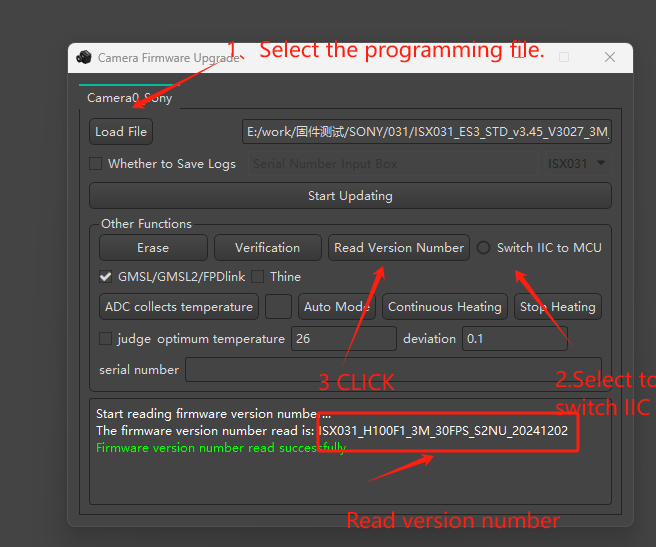 1、 Select the programming file.
Camera Firmware Upgrade
Camera0 Sony
Load File
E:/work/固件测试/SONY/031/ISX031_ES3_STD_v3.45_V3027_3M_
Whether to Save Logs
Serial Number Input Box
ISX031
Start Updating
Other Functions
Erase
Verification
Read Version Number
Switch IIC to MCU
GMSL/GMSL2/FPDlink
Thine
ADC collects temperature
Auto Mode
Continuous Heating
Stop Heating
judge optimum temperature
26
deviation
0.1
serial number
3 CLICK
2.Select to
switch IIC
Start reading firmware version number...
The firmware version number read is: ISX031_H100F1_3M_30FPS_S2NU_20241202
Firmware version number read successfully
Read version number